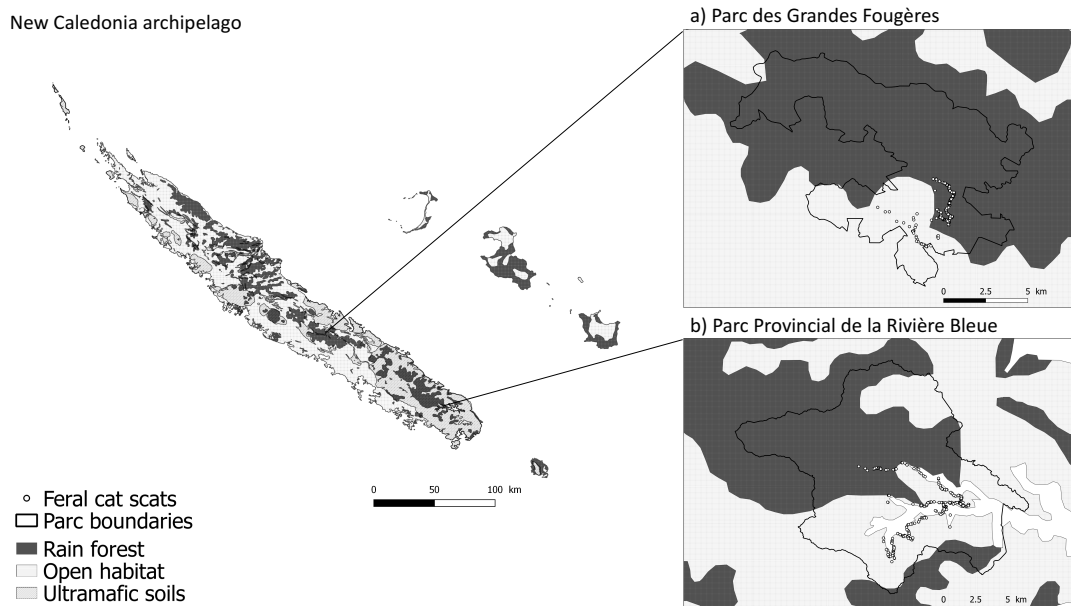 New Caledonia archipelago
a) Parc des Grandes Fougères
0 2.5 5 km
b) Parc Provincial de la Rivière Bleue
0 2.5 5 km
0 50 100 km
Feral cat scats
Parc boundaries
Rain forest
Open habitat
Ultramafic soils